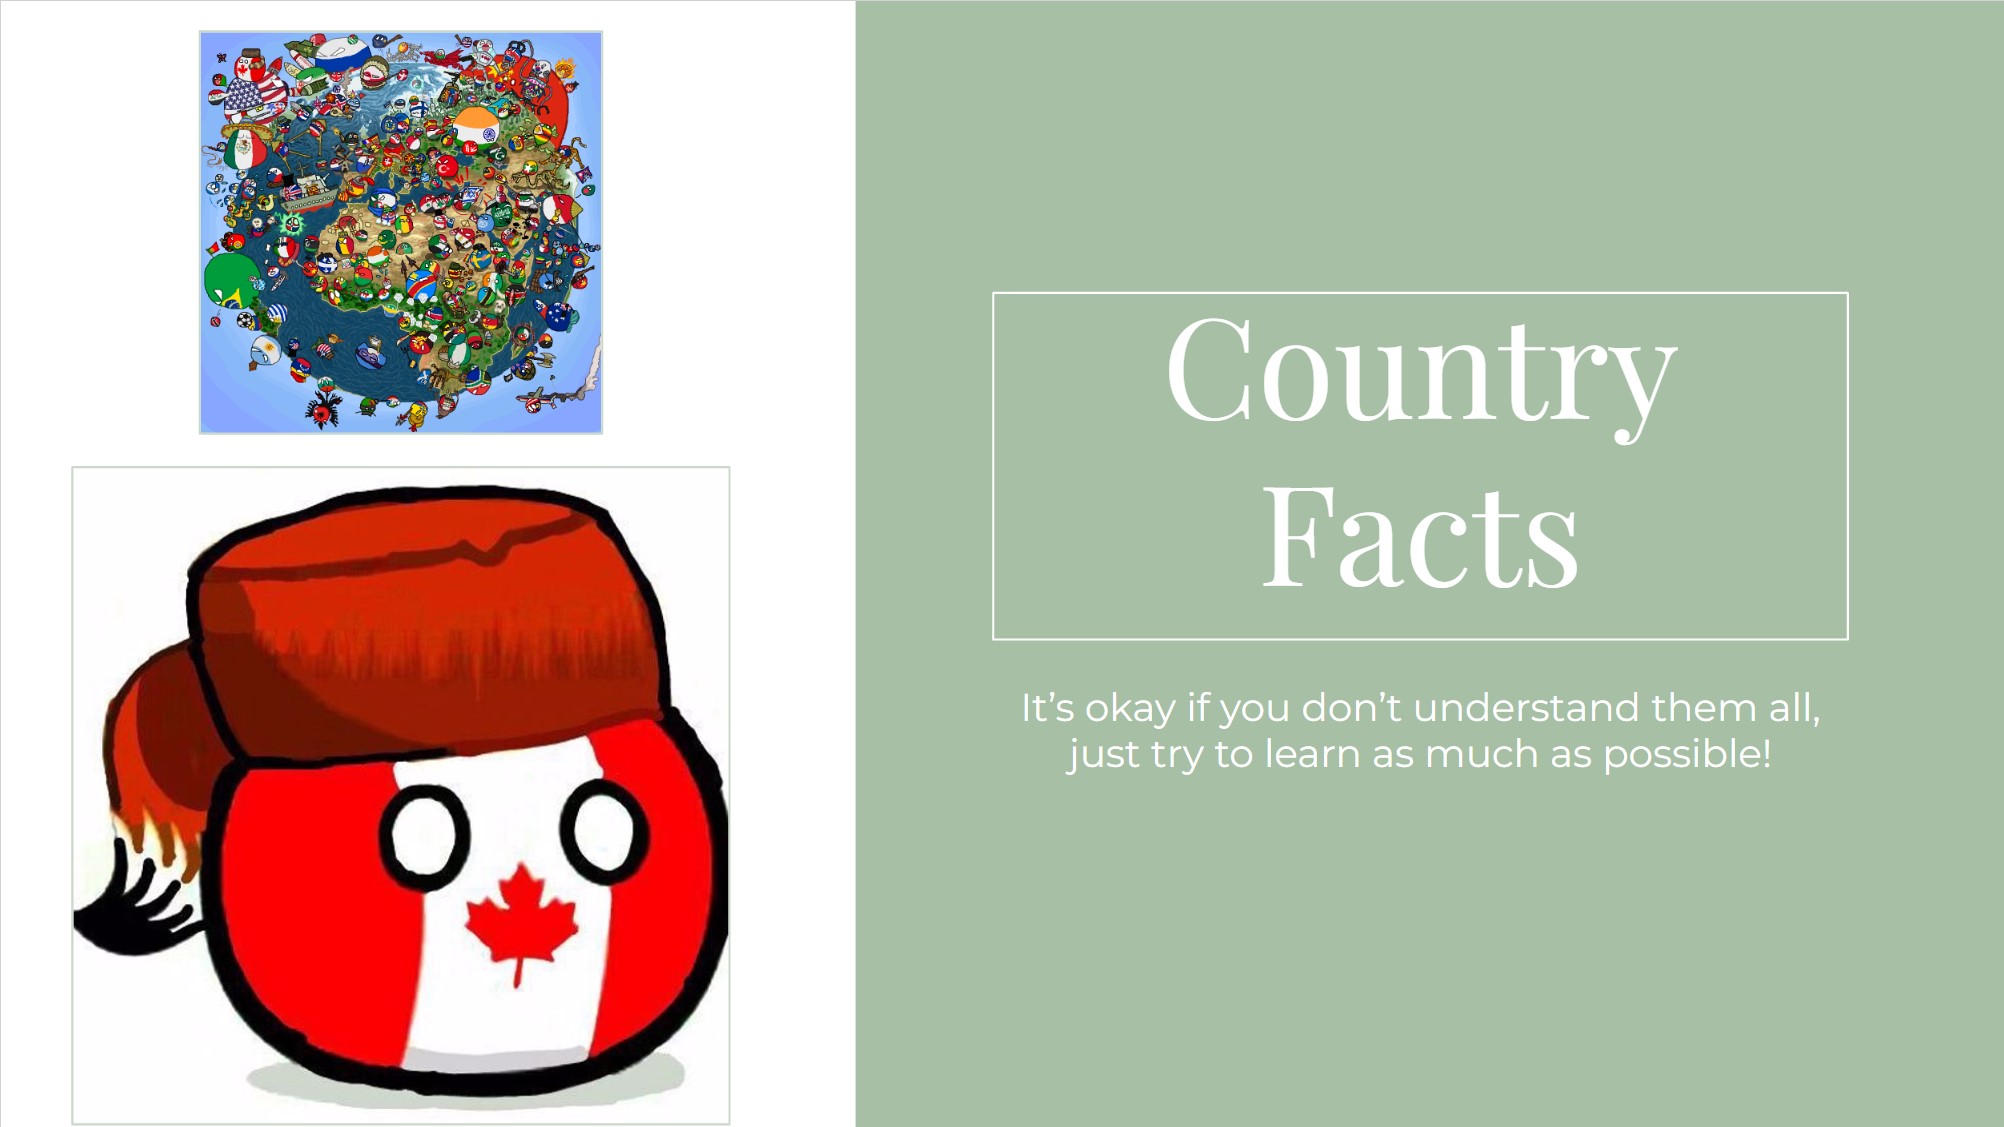 Country
Facts
It’s okay if you don’t understand them all,
just try to learn as much as possible!